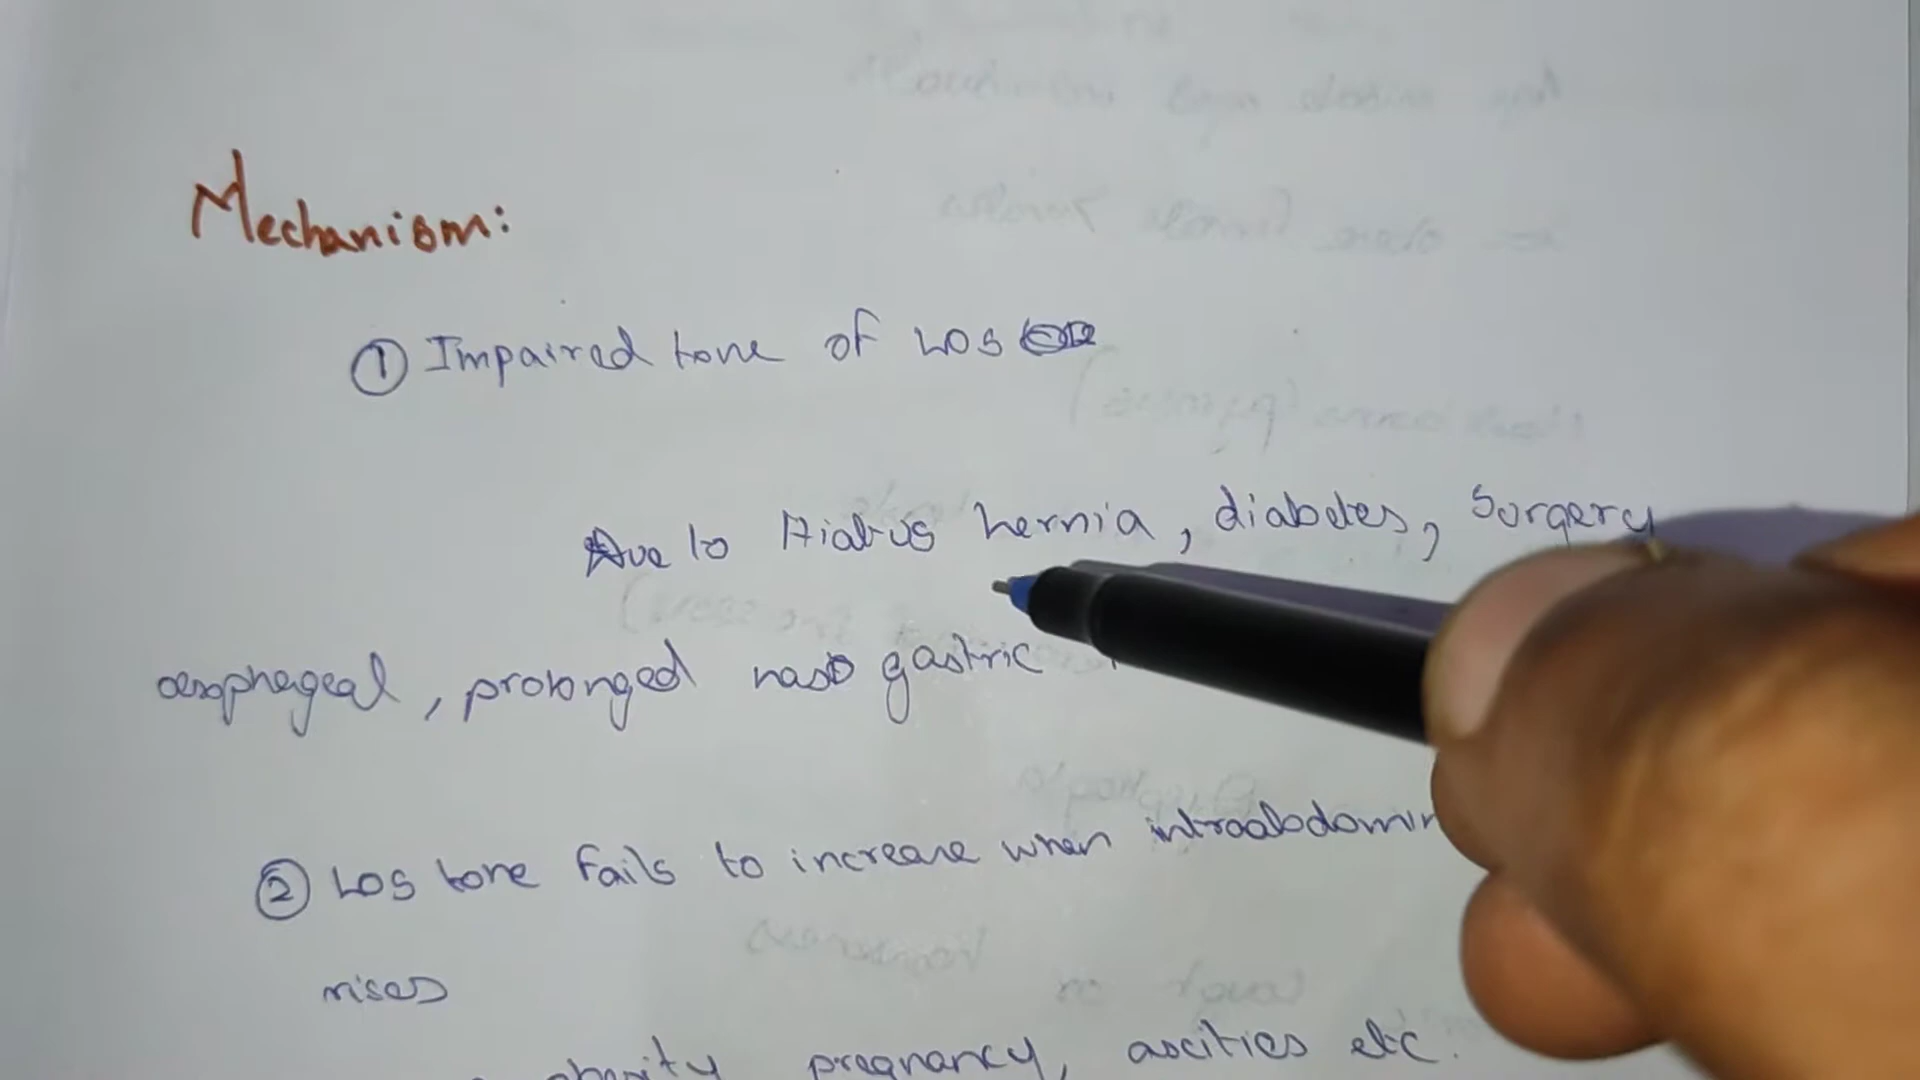 Mechanism:
① Impaired tone of LOS
Due to Hiatus hernia, diabetes, Surgery
oesophageal, prolonged naso gastric
② LOS tone fails to increase when intraabdomin
rises
obesity pregnancy, ascities etc.